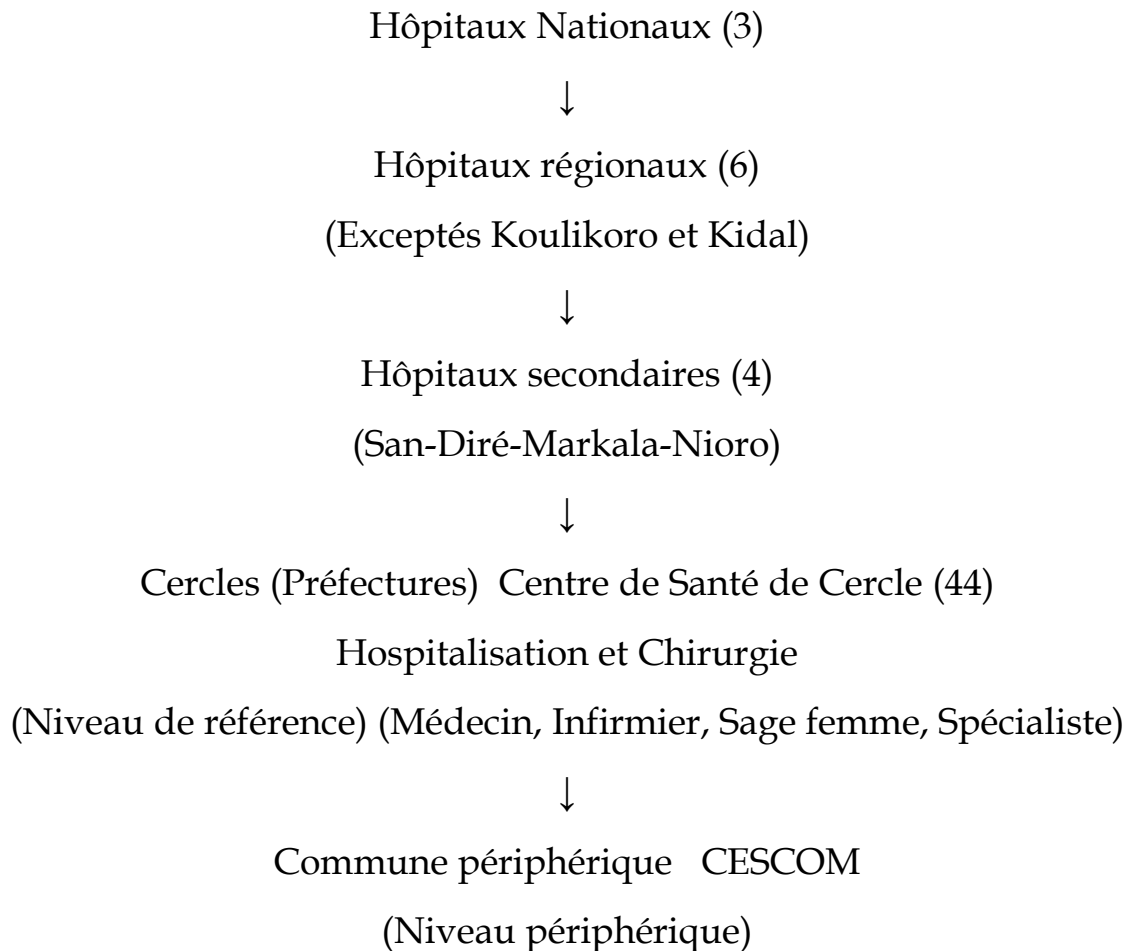 Hôpitaux Nationaux (3)
↓
Hôpitaux régionaux (6)
(Exceptés Koulikoro et Kidal)
↓
Hôpitaux secondaires (4)
(San-Diré-Markala-Nioro)
↓
Cercles (Préfectures)  Centre de Santé de Cercle (44)
Hospitalisation et Chirurgie
(Niveau de référence) (Médecin, Infirmier, Sage femme, Spécialiste)
↓
Commune périphérique   CESCOM
(Niveau périphérique)